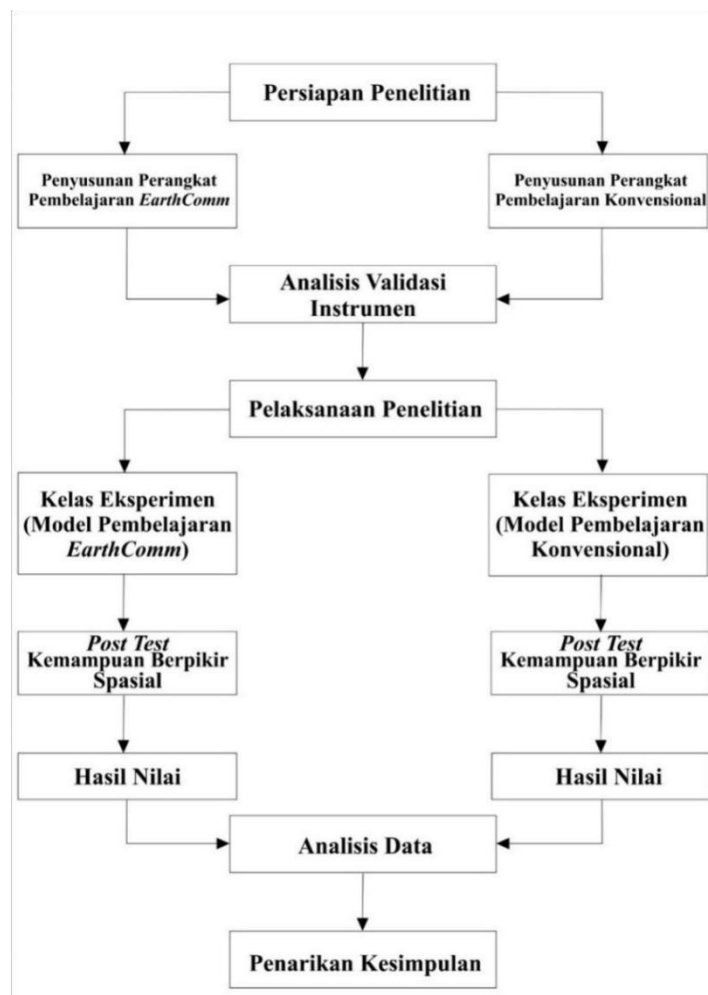 Persiapan Penelitian
Penyusunan Perangkat
Pembelajaran EarthComm
Penyusunan Perangkat
Pembelajaran Konvensional
Analisis Validasi
Instrumen
Pelaksanaan Penelitian
Kelas Eksperimen
(Model Pembelajaran
EarthComm)
Kelas Eksperimen
(Model Pembelajaran
Konvensional)
Post Test
Kemampuan Berpikir
Spasial
Post Test
Kemampuan Berpikir
Spasial
Hasil Nilai
Hasil Nilai
Analisis Data
Penarikan Kesimpulan